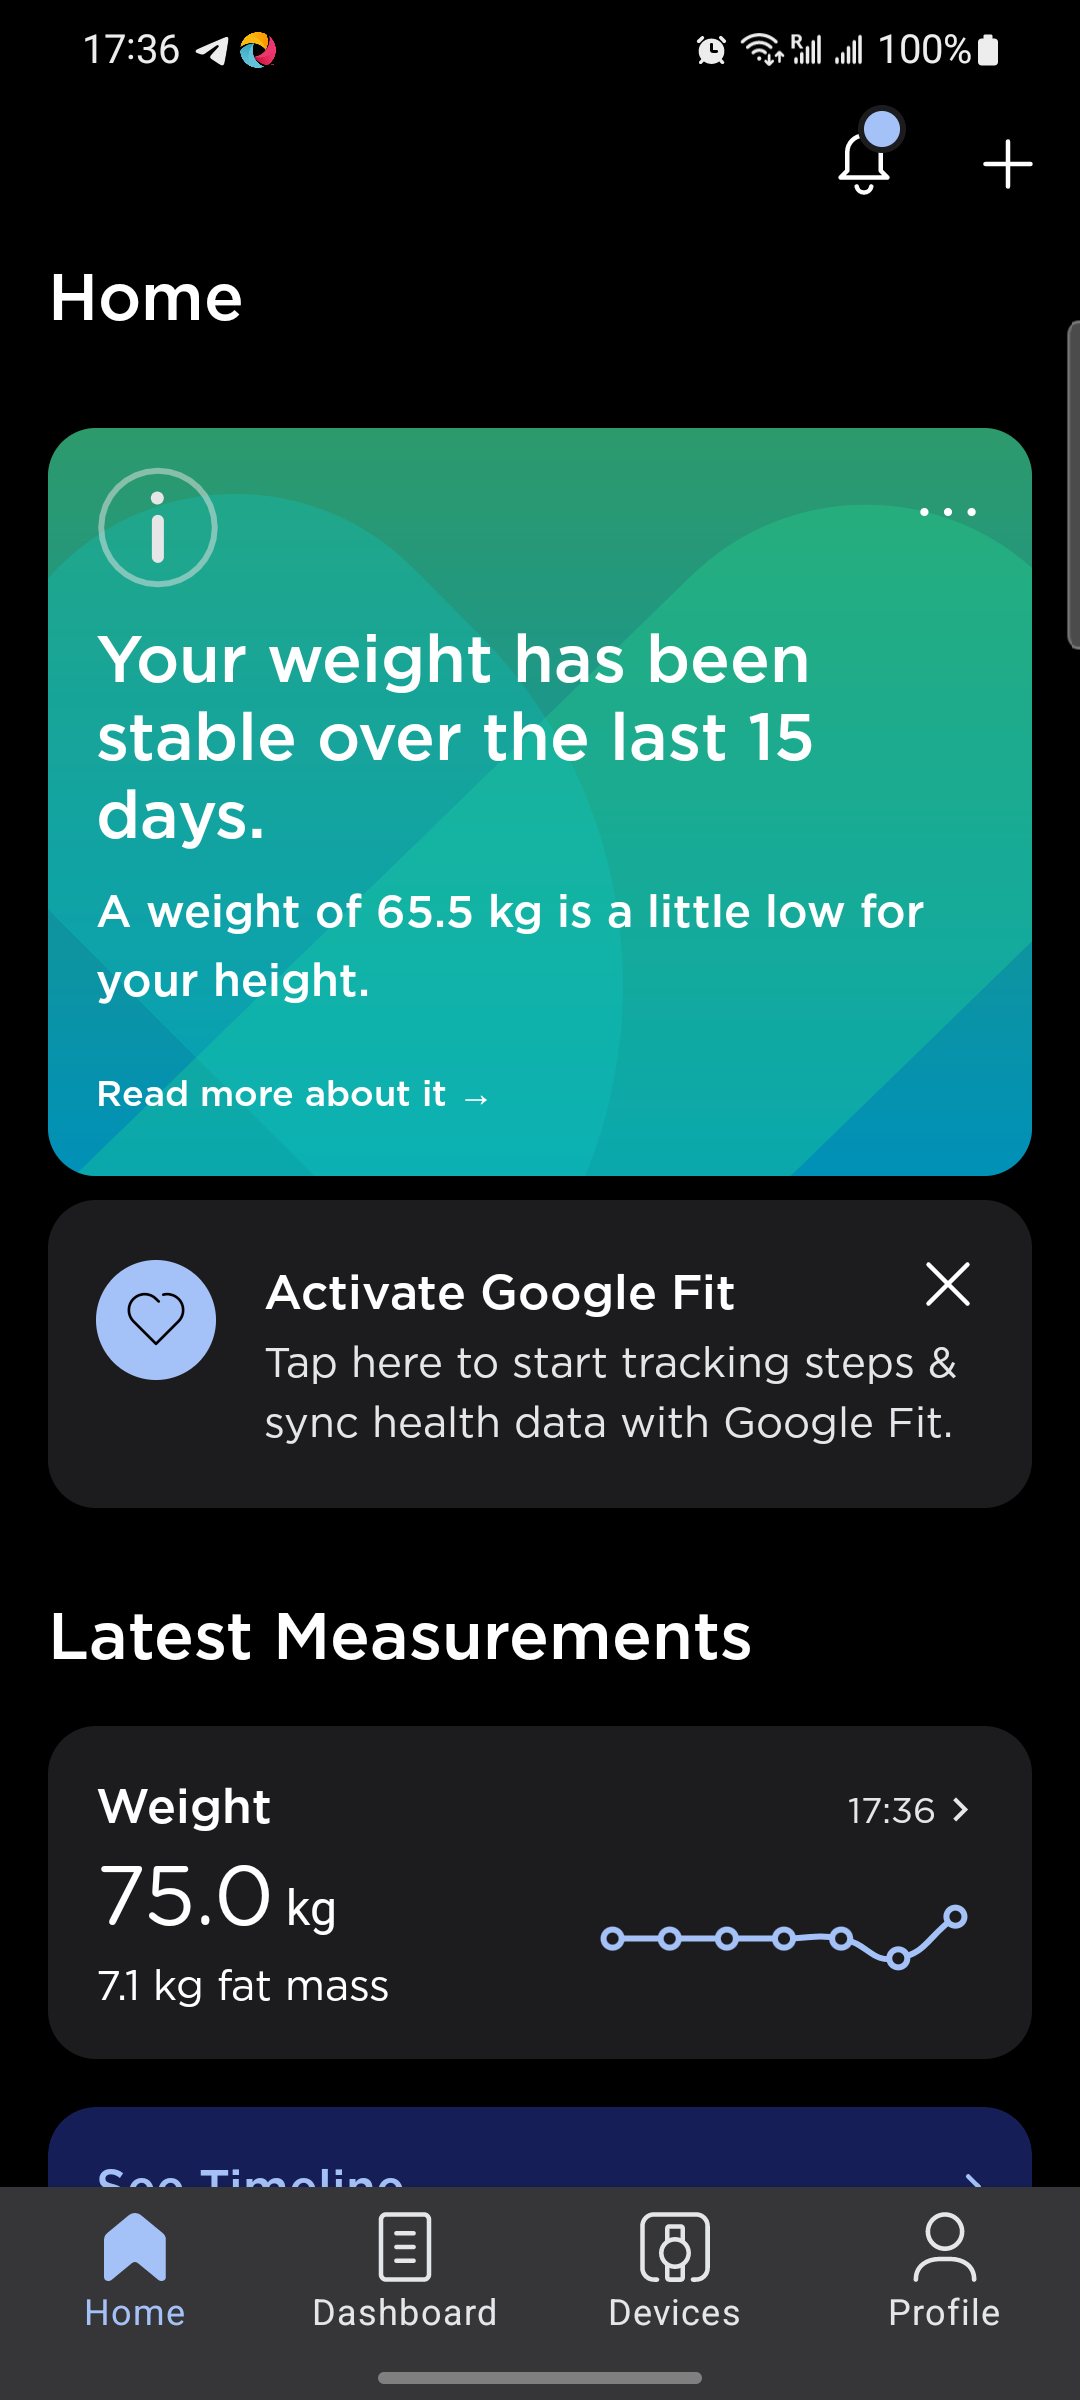 17:36
R
100%
Home
Your weight has been
stable over the last 15
days.
A weight of 65.5 kg is a little low for
your height.
Read more about it →
Activate Google Fit
Tap here to start tracking steps &
sync health data with Google Fit.
Latest Measurements
Weight
17:36
75.0 kg
7.1 kg fat mass
See Timeline
Home
Dashboard
Devices
Profile